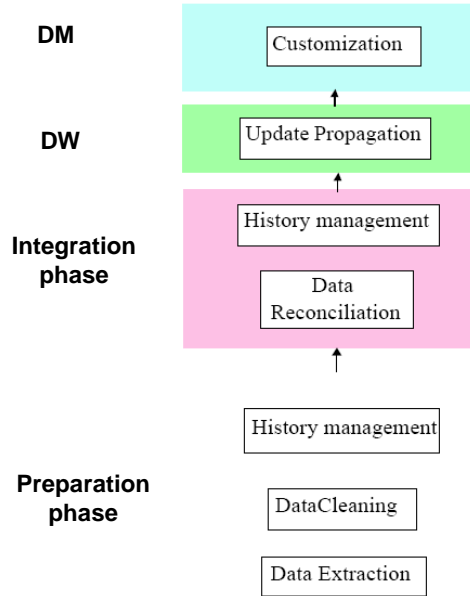 DM
Customization
DW
Update Propagation
History management
Integration
phase
Data
Reconciliation
History management
Preparation
phase
DataCleaning
Data Extraction